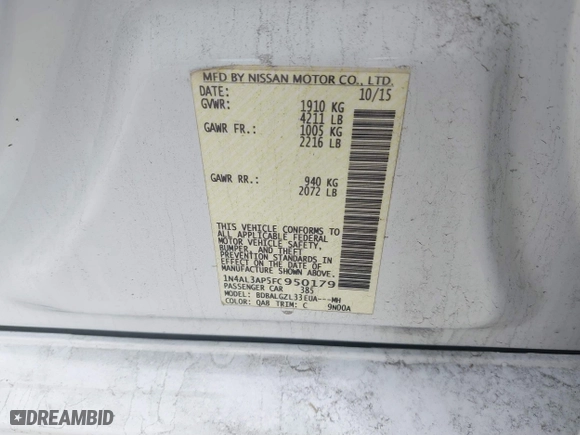 MFD BY NISSAN MOTOR CO., LTD.
DATE: 10/15
GVWR: 1910 KG
4211 LB
GAWR FR.: 1005 KG
2216 LB
GAWR RR.: 940 KG
2072 LB
THIS VEHICLE CONFORMS TO
ALL APPLICABLE FEDERAL
MOTOR VEHICLE SAFETY,
BUMPER, AND THEFT
PREVENTION STANDARDS IN
EFFECT ON THE DATE OF
MANUFACTURE SHOWN ABOVE.
1N4AL3AP5FC950179
PASSENGER CAR 385
MODEL: BDBALGZL33EUA---MH
COLOR: QAB TRIM: C 9N00A
DREAMBID